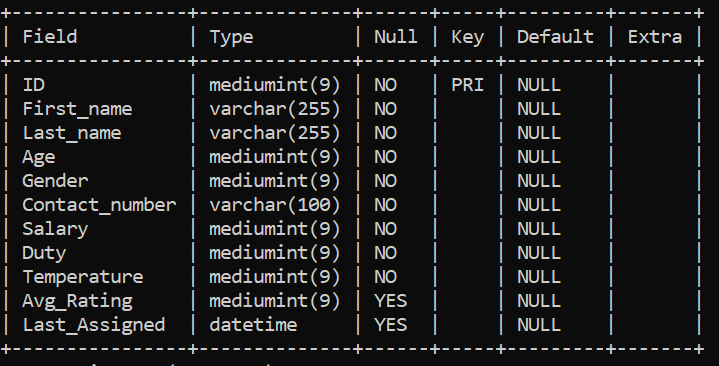 +----------------+--------------+------+-----+---------+-------+
| Field          | Type         | Null | Key | Default | Extra |
+----------------+--------------+------+-----+---------+-------+
| ID             | mediumint(9) | NO   | PRI | NULL    |       |
| First_name     | varchar(255) | NO   |     | NULL    |       |
| Last_name      | varchar(255) | NO   |     | NULL    |       |
| Age            | mediumint(9) | NO   |     | NULL    |       |
| Gender         | mediumint(9) | NO   |     | NULL    |       |
| Contact_number | varchar(100) | NO   |     | NULL    |       |
| Salary         | mediumint(9) | NO   |     | NULL    |       |
| Duty           | mediumint(9) | NO   |     | NULL    |       |
| Temperature    | mediumint(9) | NO   |     | NULL    |       |
| Avg_Rating     | mediumint(9) | YES  |     | NULL    |       |
| Last_Assigned  | datetime     | YES  |     | NULL    |       |
+----------------+--------------+------+-----+---------+-------+